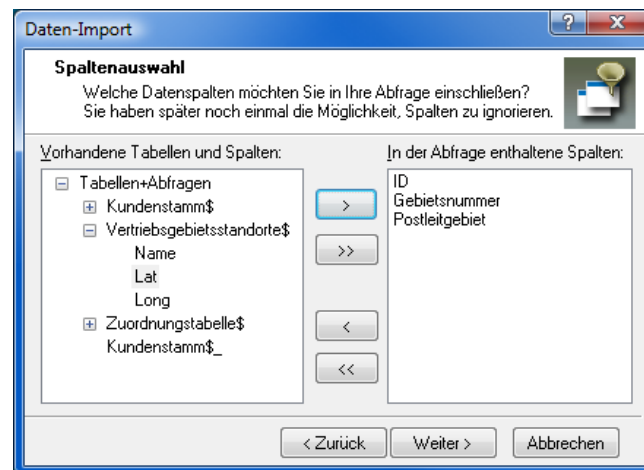 Daten-Import
? X
Spaltenauswahl
Welche Datenspalten möchten Sie in Ihre Abfrage einschließen?
Sie haben später noch einmal die Möglichkeit, Spalten zu ignorieren.
Vorhandene Tabellen und Spalten:
Tabellen+Abfragen
Kundenstamm$
Vertriebsgebietsstandorte$
Name
Lat
Long
Zuordnungstabelle$
Kundenstamm$_
>
>>
<
<<
In der Abfrage enthaltene Spalten:
ID
Gebietsnummer
Postleitgebiet
< Zurück
Weiter >
Abbrechen